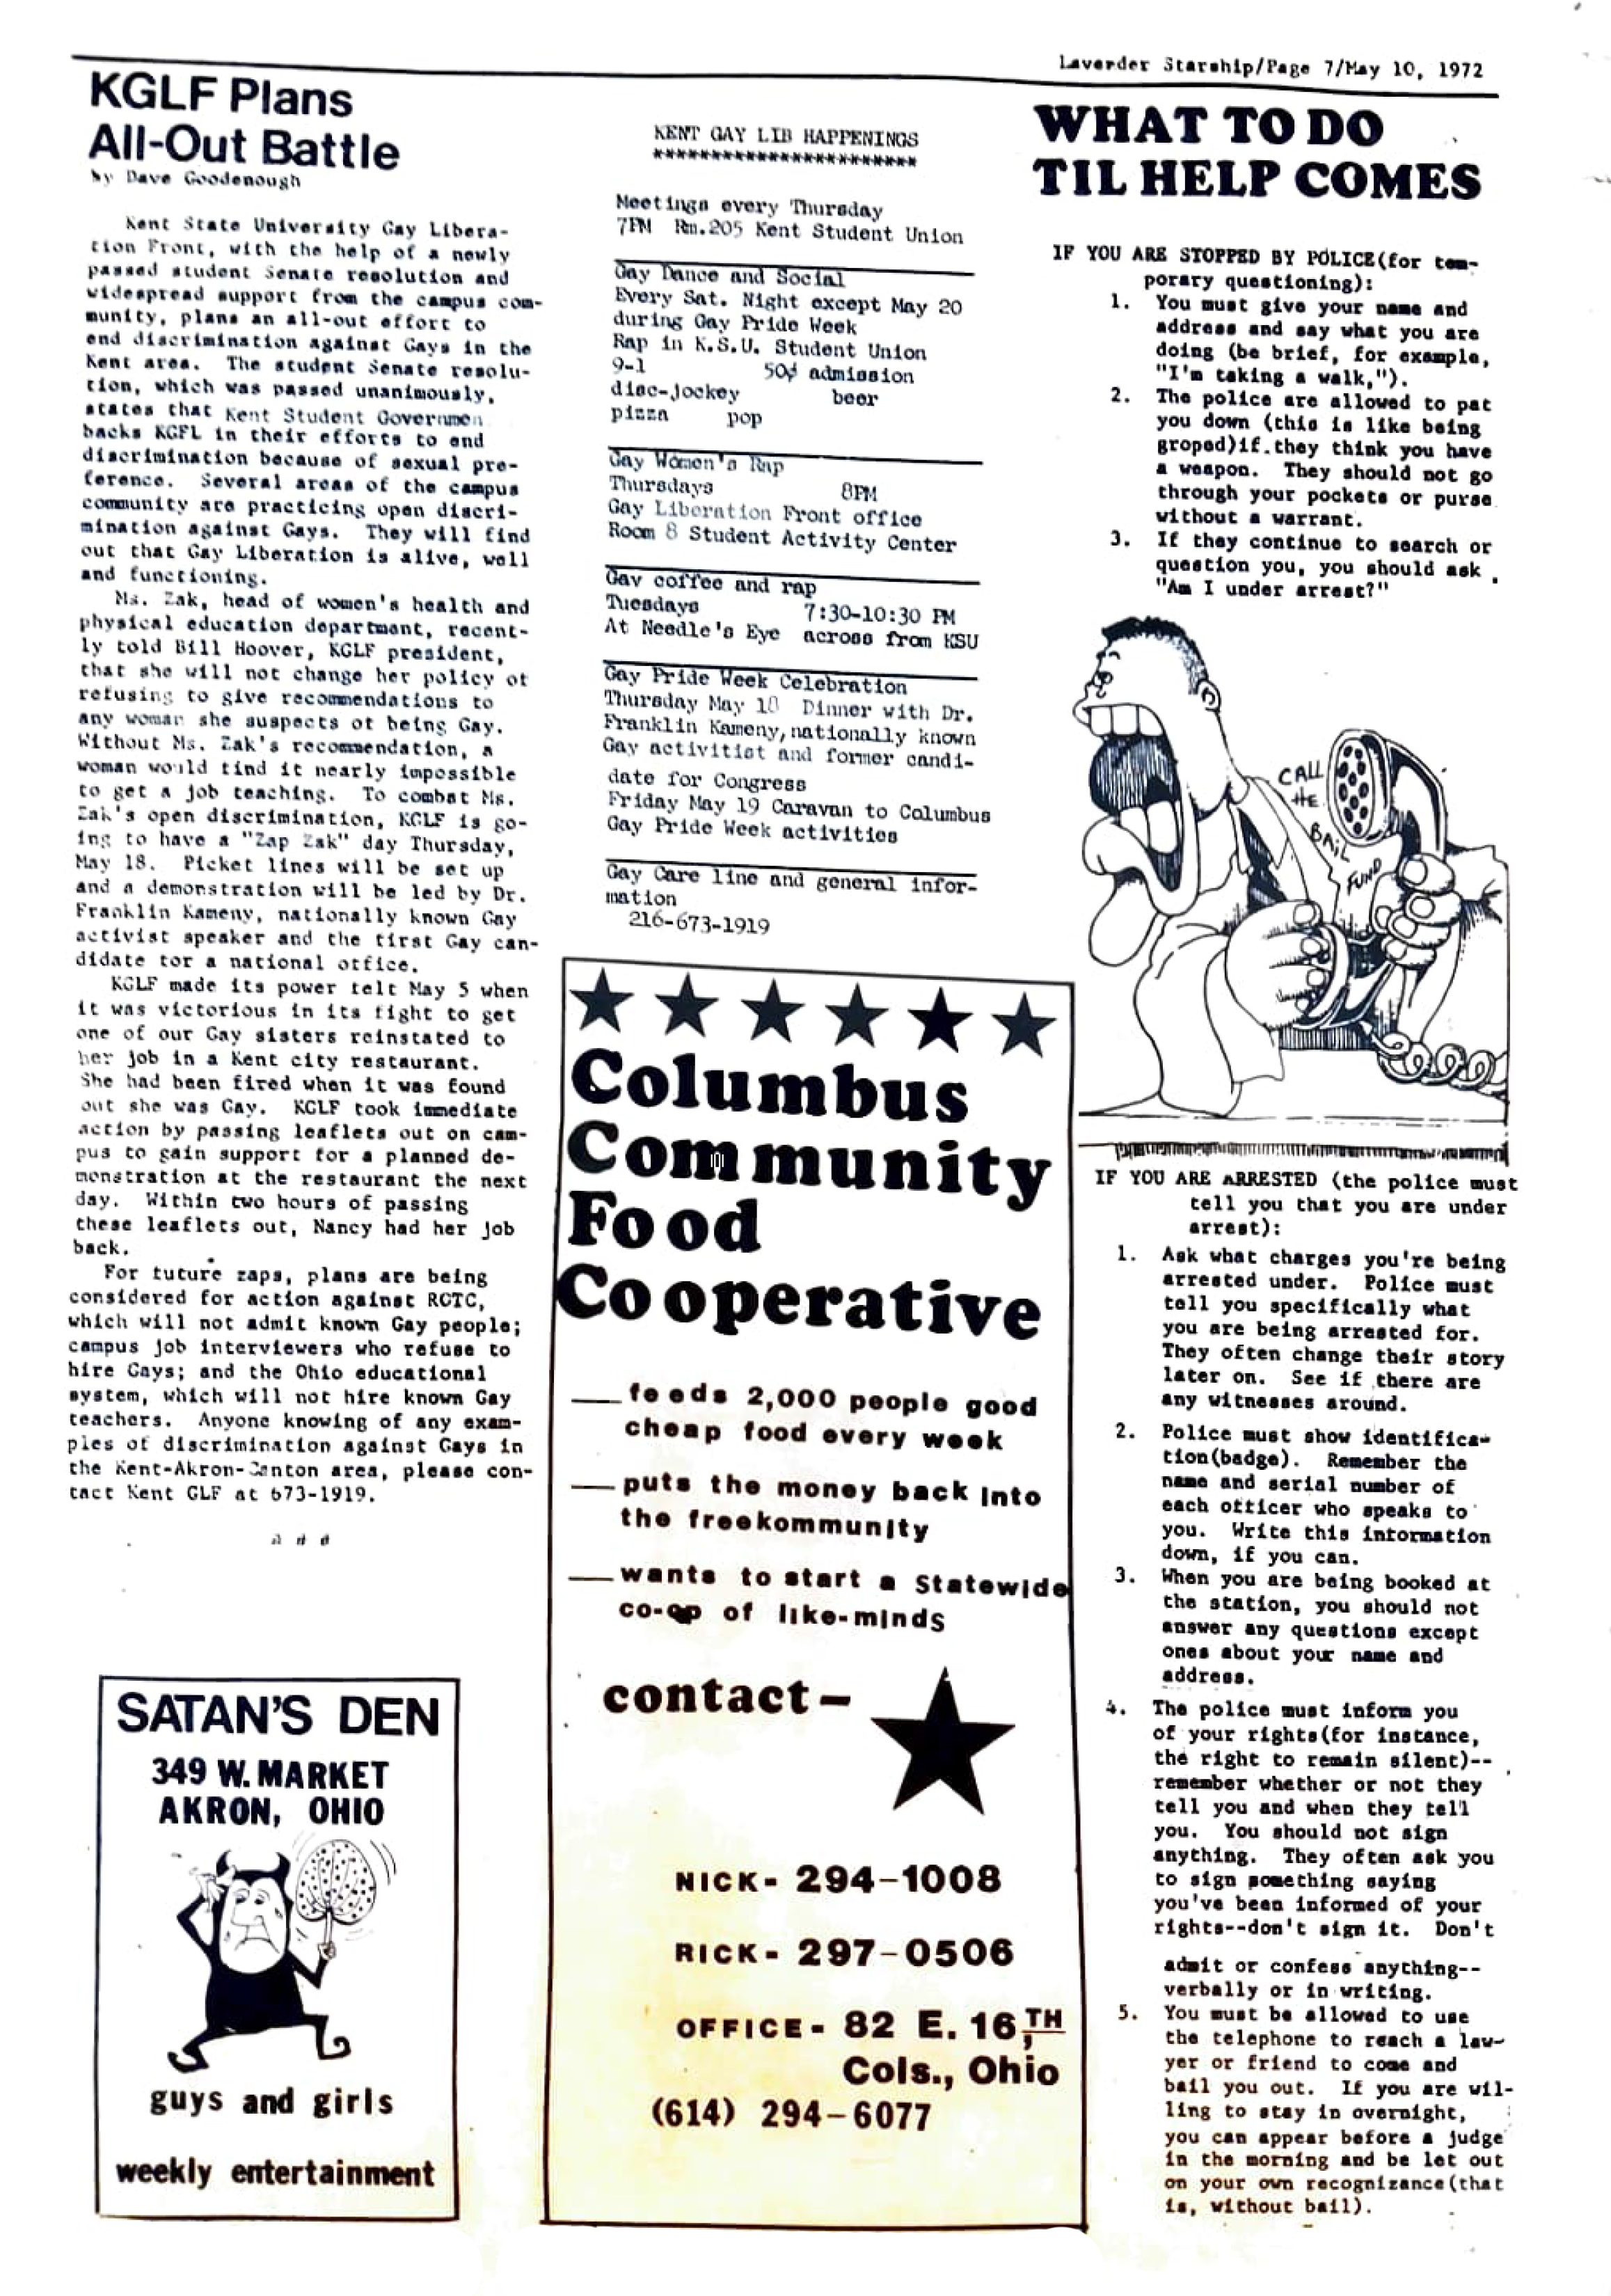 Lavender Starship/Page 7/May 10, 1972
KGLF Plans
All-Out Battle
by Dave Goodenough
Kent State University Gay Libera-
tion Front, with the help of a newly
passed student Senate resolution and
widespread support from the campus com-
munity, plans an all-out effort to
end discrimination against Gays in the
Kent area. The student Senate resolu-
tion, which was passed unanimously,
states that Kent Student Governmen
backs KGFL in their efforts to end
discrimination because of sexual pre-
ference. Several areas of the campus
community are practicing open discri-
mination against Gays. They will find
out that Gay Liberation is alive, well
and functioning.
Ms. Zak, head of women's health and
physical education department, recent-
ly told Bill Hoover, KGLF president,
that she will not change her policy of
refusing to give recommendations to
any woman she suspects of being Gay.
Without Ms. Zak's recommendation, a
woman would find it nearly impossible
to get a job teaching. To combat Ms.
Zak's open discrimination, KGLF is go-
ing to have a "Zap Zak" day Thursday,
May 18. Picket lines will be set up
and a demonstration will be led by Dr.
Franklin Kameny, nationally known Gay
activist speaker and the first Gay can-
didate for a national office.
KGLF made its power felt May 5 when
it was victorious in its fight to get
one of our Gay sisters reinstated to
her job in a Kent city restaurant.
She had been fired when it was found
out she was Gay. KGLF took immediate
action by passing leaflets out on cam-
pus to gain support for a planned de-
monstration at the restaurant the next
day. Within two hours of passing
these leaflets out, Nancy had her job
back.
For future zaps, plans are being
considered for action against ROTC,
which will not admit known Gay people;
campus job interviewers who refuse to
hire Gays; and the Ohio educational
system, which will not hire known Gay
teachers. Anyone knowing of any exam-
ples of discrimination against Gays in
the Kent-Akron-Canton area, please con-
tact Kent GLF at 673-1919.
SATAN'S DEN
349 W. MARKET
AKRON, OHIO
guys and girls
weekly entertainment
KENT GAY LIB HAPPENINGS
***********************
Meetings every Thursday
7PM Rm.205 Kent Student Union
Gay Dance and Social
Every Sat. Night except May 20
during Gay Pride Week
Rap in K.S.U. Student Union
9-1 50¢ admission
disc-jockey beer
pizza pop
Gay Women's Rap
Thursdays 8PM
Gay Liberation Front office
Room 8 Student Activity Center
Gay coffee and rap
Tuesdays 7:30-10:30 PM
At Needle's Eye across from KSU
Gay Pride Week Celebration
Thursday May 18 Dinner with Dr.
Franklin Kameny, nationally known
Gay activitist and former candi-
date for Congress
Friday May 19 Caravan to Columbus
Gay Pride Week activities
Gay Care line and general infor-
mation
216-673-1919
Columbus
Community
Food
Cooperative
__feeds 2,000 people good
cheap food every week
__puts the money back into
the freekommunity
__wants to start a Statewide
co-op of like-minds
contact-
NICK- 294-1008
RICK- 297-0506
OFFICE- 82 E. 16TH,
Cols., Ohio
(614) 294-6077
WHAT TO DO
TIL HELP COMES
IF YOU ARE STOPPED BY POLICE(for tem-
porary questioning):
1. You must give your name and
address and say what you are
doing (be brief, for example,
"I'm taking a walk,").
2. The police are allowed to pat
you down (this is like being
groped)if they think you have
a weapon. They should not go
through your pockets or purse
without a warrant.
3. If they continue to search or
question you, you should ask
"Am I under arrest?"
CALL
tHE
BAiL
FUND
IF YOU ARE ARRESTED (the police must
tell you that you are under
arrest):
1. Ask what charges you're being
arrested under. Police must
tell you specifically what
you are being arrested for.
They often change their story
later on. See if there are
any witnesses around.
2. Police must show identifica-
tion(badge). Remember the
name and serial number of
each officer who speaks to
you. Write this information
down, if you can.
3. When you are being booked at
the station, you should not
answer any questions except
ones about your name and
address.
4. The police must inform you
of your rights(for instance,
the right to remain silent)--
remember whether or not they
tell you and when they tell
you. You should not sign
anything. They often ask you
to sign something saying
you've been informed of your
rights--don't sign it. Don't
admit or confess anything--
verbally or in writing.
5. You must be allowed to use
the telephone to reach a law-
yer or friend to come and
bail you out. If you are wil-
ling to stay in overnight,
you can appear before a judge
in the morning and be let out
on your own recognizance(that
is, without bail).